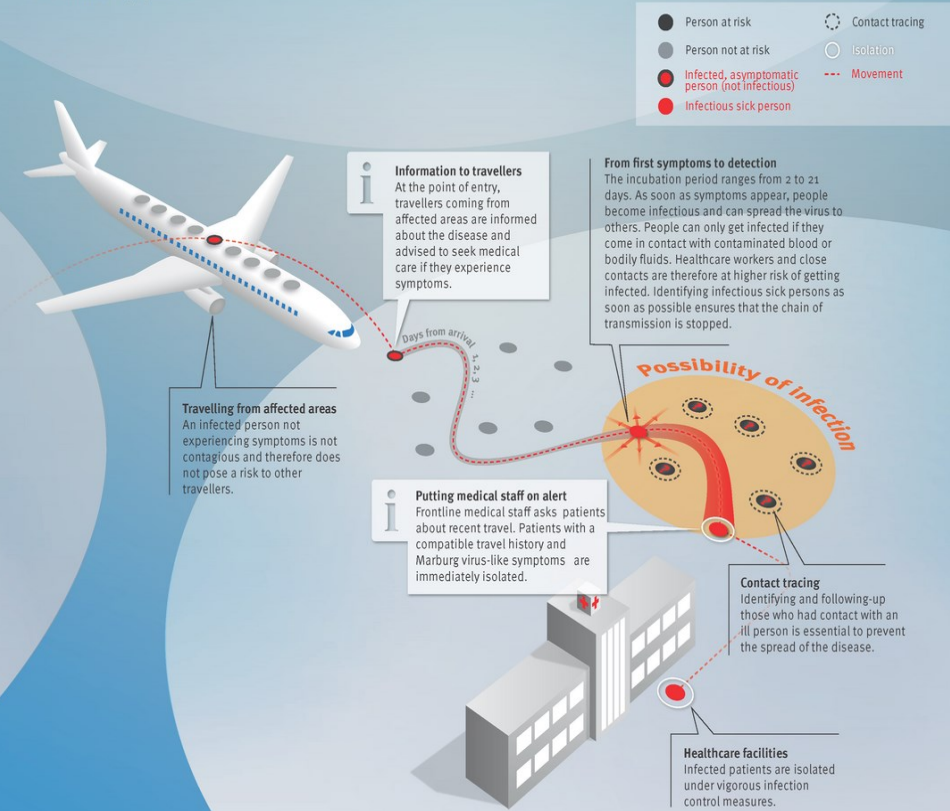 Person at risk
Person not at risk
Infected, asymptomatic
person (not infectious)
Infectious sick person
Contact tracing
Isolation
Movement
Information to travellers
At the point of entry,
travellers coming from
affected areas are informed
about the disease and
advised to seek medical
care if they experience
symptoms.
From first symptoms to detection
The incubation period ranges from 2 to 21
days. As soon as symptoms appear, people
become infectious and can spread the virus to
others. People can only get infected if they
come in contact with contaminated blood or
bodily fluids. Healthcare workers and close
contacts are therefore at higher risk of getting
infected. Identifying infectious sick persons as
soon as possible ensures that the chain of
transmission is stopped.
Days from arrival 1, 2, 3 ...
Possibility of infection
Travelling from affected areas
An infected person not
experiencing symptoms is not
contagious and therefore does
not pose a risk to other
travellers.
Putting medical staff on alert
Frontline medical staff asks patients
about recent travel. Patients with a
compatible travel history and
Marburg virus-like symptoms are
immediately isolated.
Contact tracing
Identifying and following-up
those who had contact with an
ill person is essential to prevent
the spread of the disease.
Healthcare facilities
Infected patients are isolated
under vigorous infection
control measures.